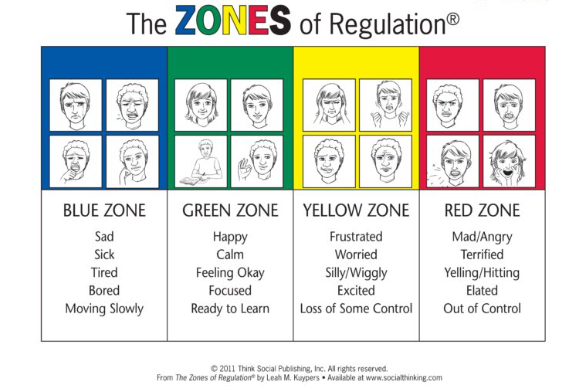 The ZONES of Regulation®
BLUE ZONE
Sad
Sick
Tired
Bored
Moving Slowly
GREEN ZONE
Happy
Calm
Feeling Okay
Focused
Ready to Learn
YELLOW ZONE
Frustrated
Worried
Silly/Wiggly
Excited
Loss of Some Control
RED ZONE
Mad/Angry
Terrified
Yelling/Hitting
Elated
Out of Control
© 2011 Think Social Publishing, Inc. All rights reserved.
From The Zones of Regulation® by Leah M. Kuypers • Available at www.socialthinking.com